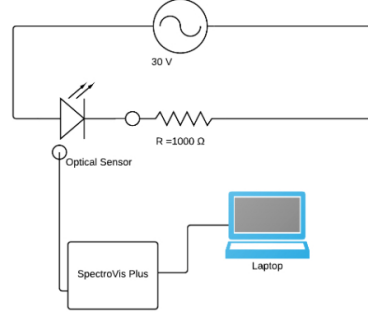 30 V
R =1000 Ω
Optical Sensor
SpectroVis Plus
Laptop